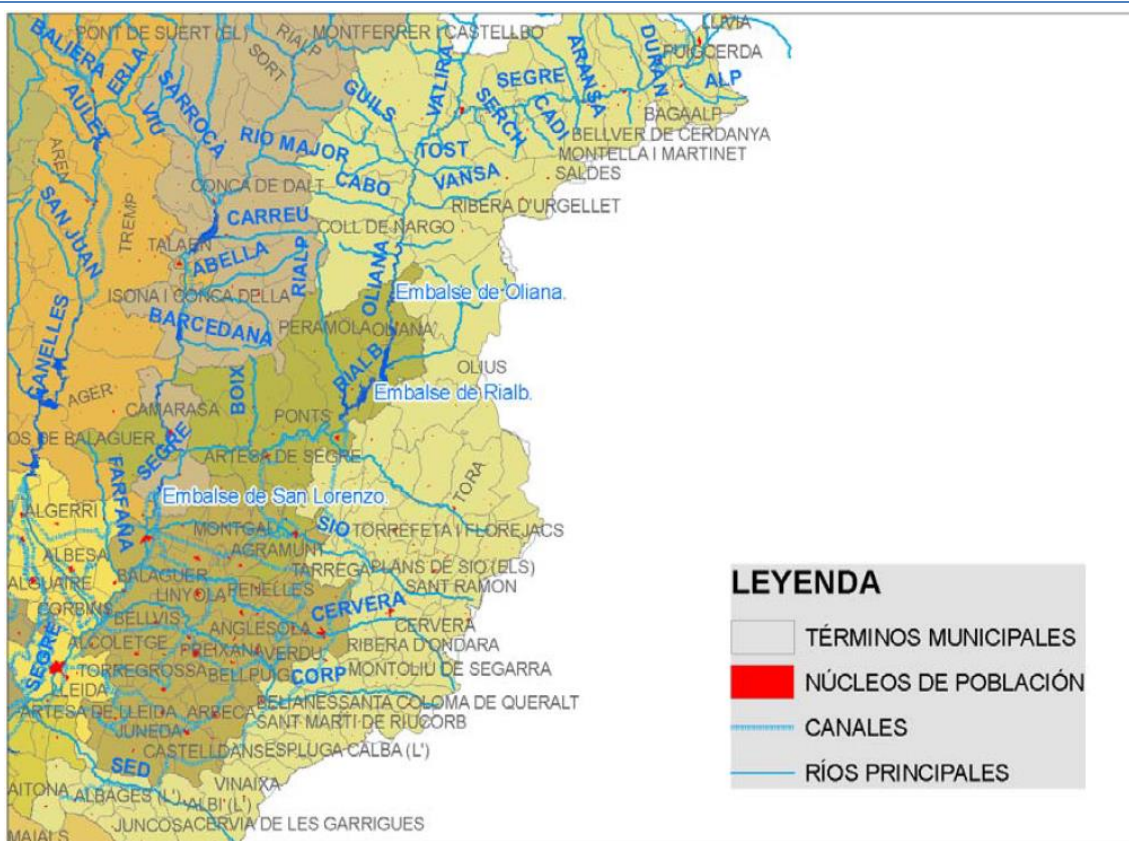 LLIVIA
PONT DE SUERT (EL)
RIALP
MONTFERRER I CASTELLBO
BALIERA
ERLA
SORT
PUIGCERDA
DURAN
ARANSA
VALIRA
SEGRE
ALP
AULET
VIU
SARROCA
GUILS
SERCH
CADI
BAGA
ALP
BELLVER DE CERDANYA
RIO MAJOR
TOST
MONTELLA I MARTINET
AREN
CONCA DE DALT
CABO
VANSA
SALDES
SAN JUAN
TREMP
CARREU
RIBERA D'URGELLET
COLL DE NARGO
TALARN
ABELLA
RIALP
OLIANA
ISONA I CONCA DELLA
Embalse de Oliana.
CANELLES
BARCEDANA
PERAMOLA
OLIANA
RIALB
OLIUS
AGER
BOIX
Embalse de Rialb.
CAMARASA
PONTS
OS DE BALAGUER
SEGRE
ARTESA DE SEGRE
TORA
FARFAÑA
Embalse de San Lorenzo.
ALGERRI
MONTGAI
SIO
TORREFETA I FLOREJACS
ALBESA
AGRAMUNT
TARREGA
PLANS DE SIO (ELS)
ALGUAIRE
BALAGUER
LINYOLA
PENELLES
SANT RAMON
CORBINS
BELLVIS
CERVERA
ANGLESOLA
CERVERA
SEGRE
ALCOLETGE
PREIXANA
VERDU
RIBERA D'ONDARA
TORREGROSSA
BELLPUIG
CORP
MONTOLIU DE SEGARRA
LLEIDA
BELIANES
SANTA COLOMA DE QUERALT
ARTESA DE LLEIDA
ARBECA
SANT MARTI DE RIUCORB
JUNEDA
CASTELLDANS
ESPLUGA CALBA (L')
SED
AITONA
ALBAGES (L')
ALBI (L')
VINAIXA
JUNCOSA
CERVIA DE LES GARRIGUES
MAIALS
LEYENDA
TÉRMINOS MUNICIPALES
NÚCLEOS DE POBLACIÓN
CANALES
RÍOS PRINCIPALES